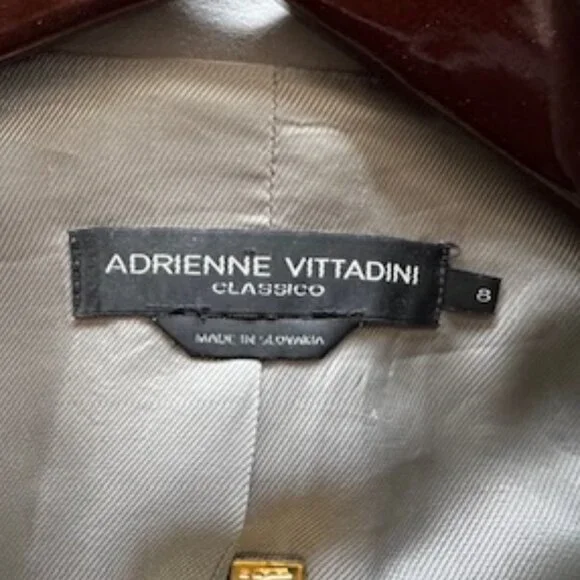 ADRIENNE VITTADINI
CLASSICO
8
MADE IN SLOVAKIA